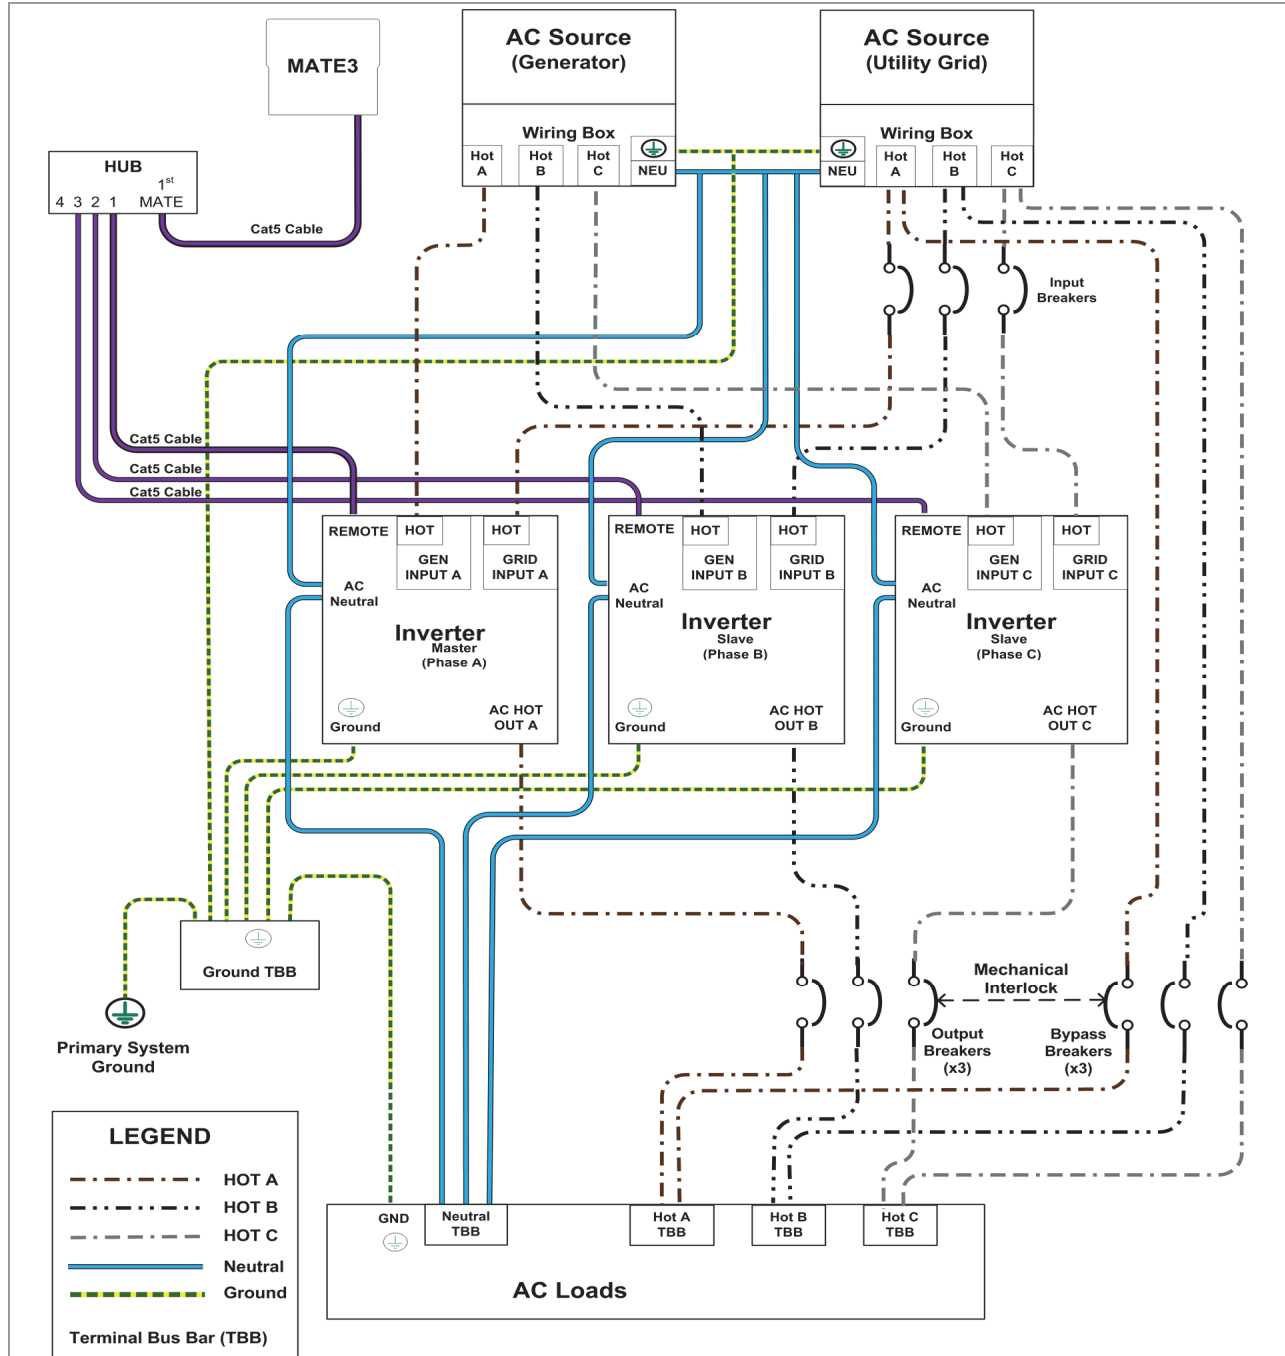 MATE3
AC Source
(Generator)
Wiring Box
Hot
A
Hot
B
Hot
C
NEU
AC Source
(Utility Grid)
Wiring Box
NEU
Hot
A
Hot
B
Hot
C
HUB
1st
4 3 2 1 MATE
Cat5 Cable
Input
Breakers
Cat5 Cable
Cat5 Cable
Cat5 Cable
REMOTE
HOT
GEN
INPUT A
HOT
GRID
INPUT A
AC
Neutral
Inverter
Master
(Phase A)
Ground
AC HOT
OUT A
REMOTE
HOT
GEN
INPUT B
HOT
GRID
INPUT B
AC
Neutral
Inverter
Slave
(Phase B)
Ground
AC HOT
OUT B
REMOTE
HOT
GEN
INPUT C
HOT
GRID
INPUT C
AC
Neutral
Inverter
Slave
(Phase C)
Ground
AC HOT
OUT C
Ground TBB
Primary System
Ground
Mechanical
Interlock
Output
Breakers
(x3)
Bypass
Breakers
(x3)
LEGEND
HOT A
HOT B
HOT C
Neutral
Ground
Terminal Bus Bar (TBB)
GND
Neutral
TBB
Hot A
TBB
Hot B
TBB
Hot C
TBB
AC Loads